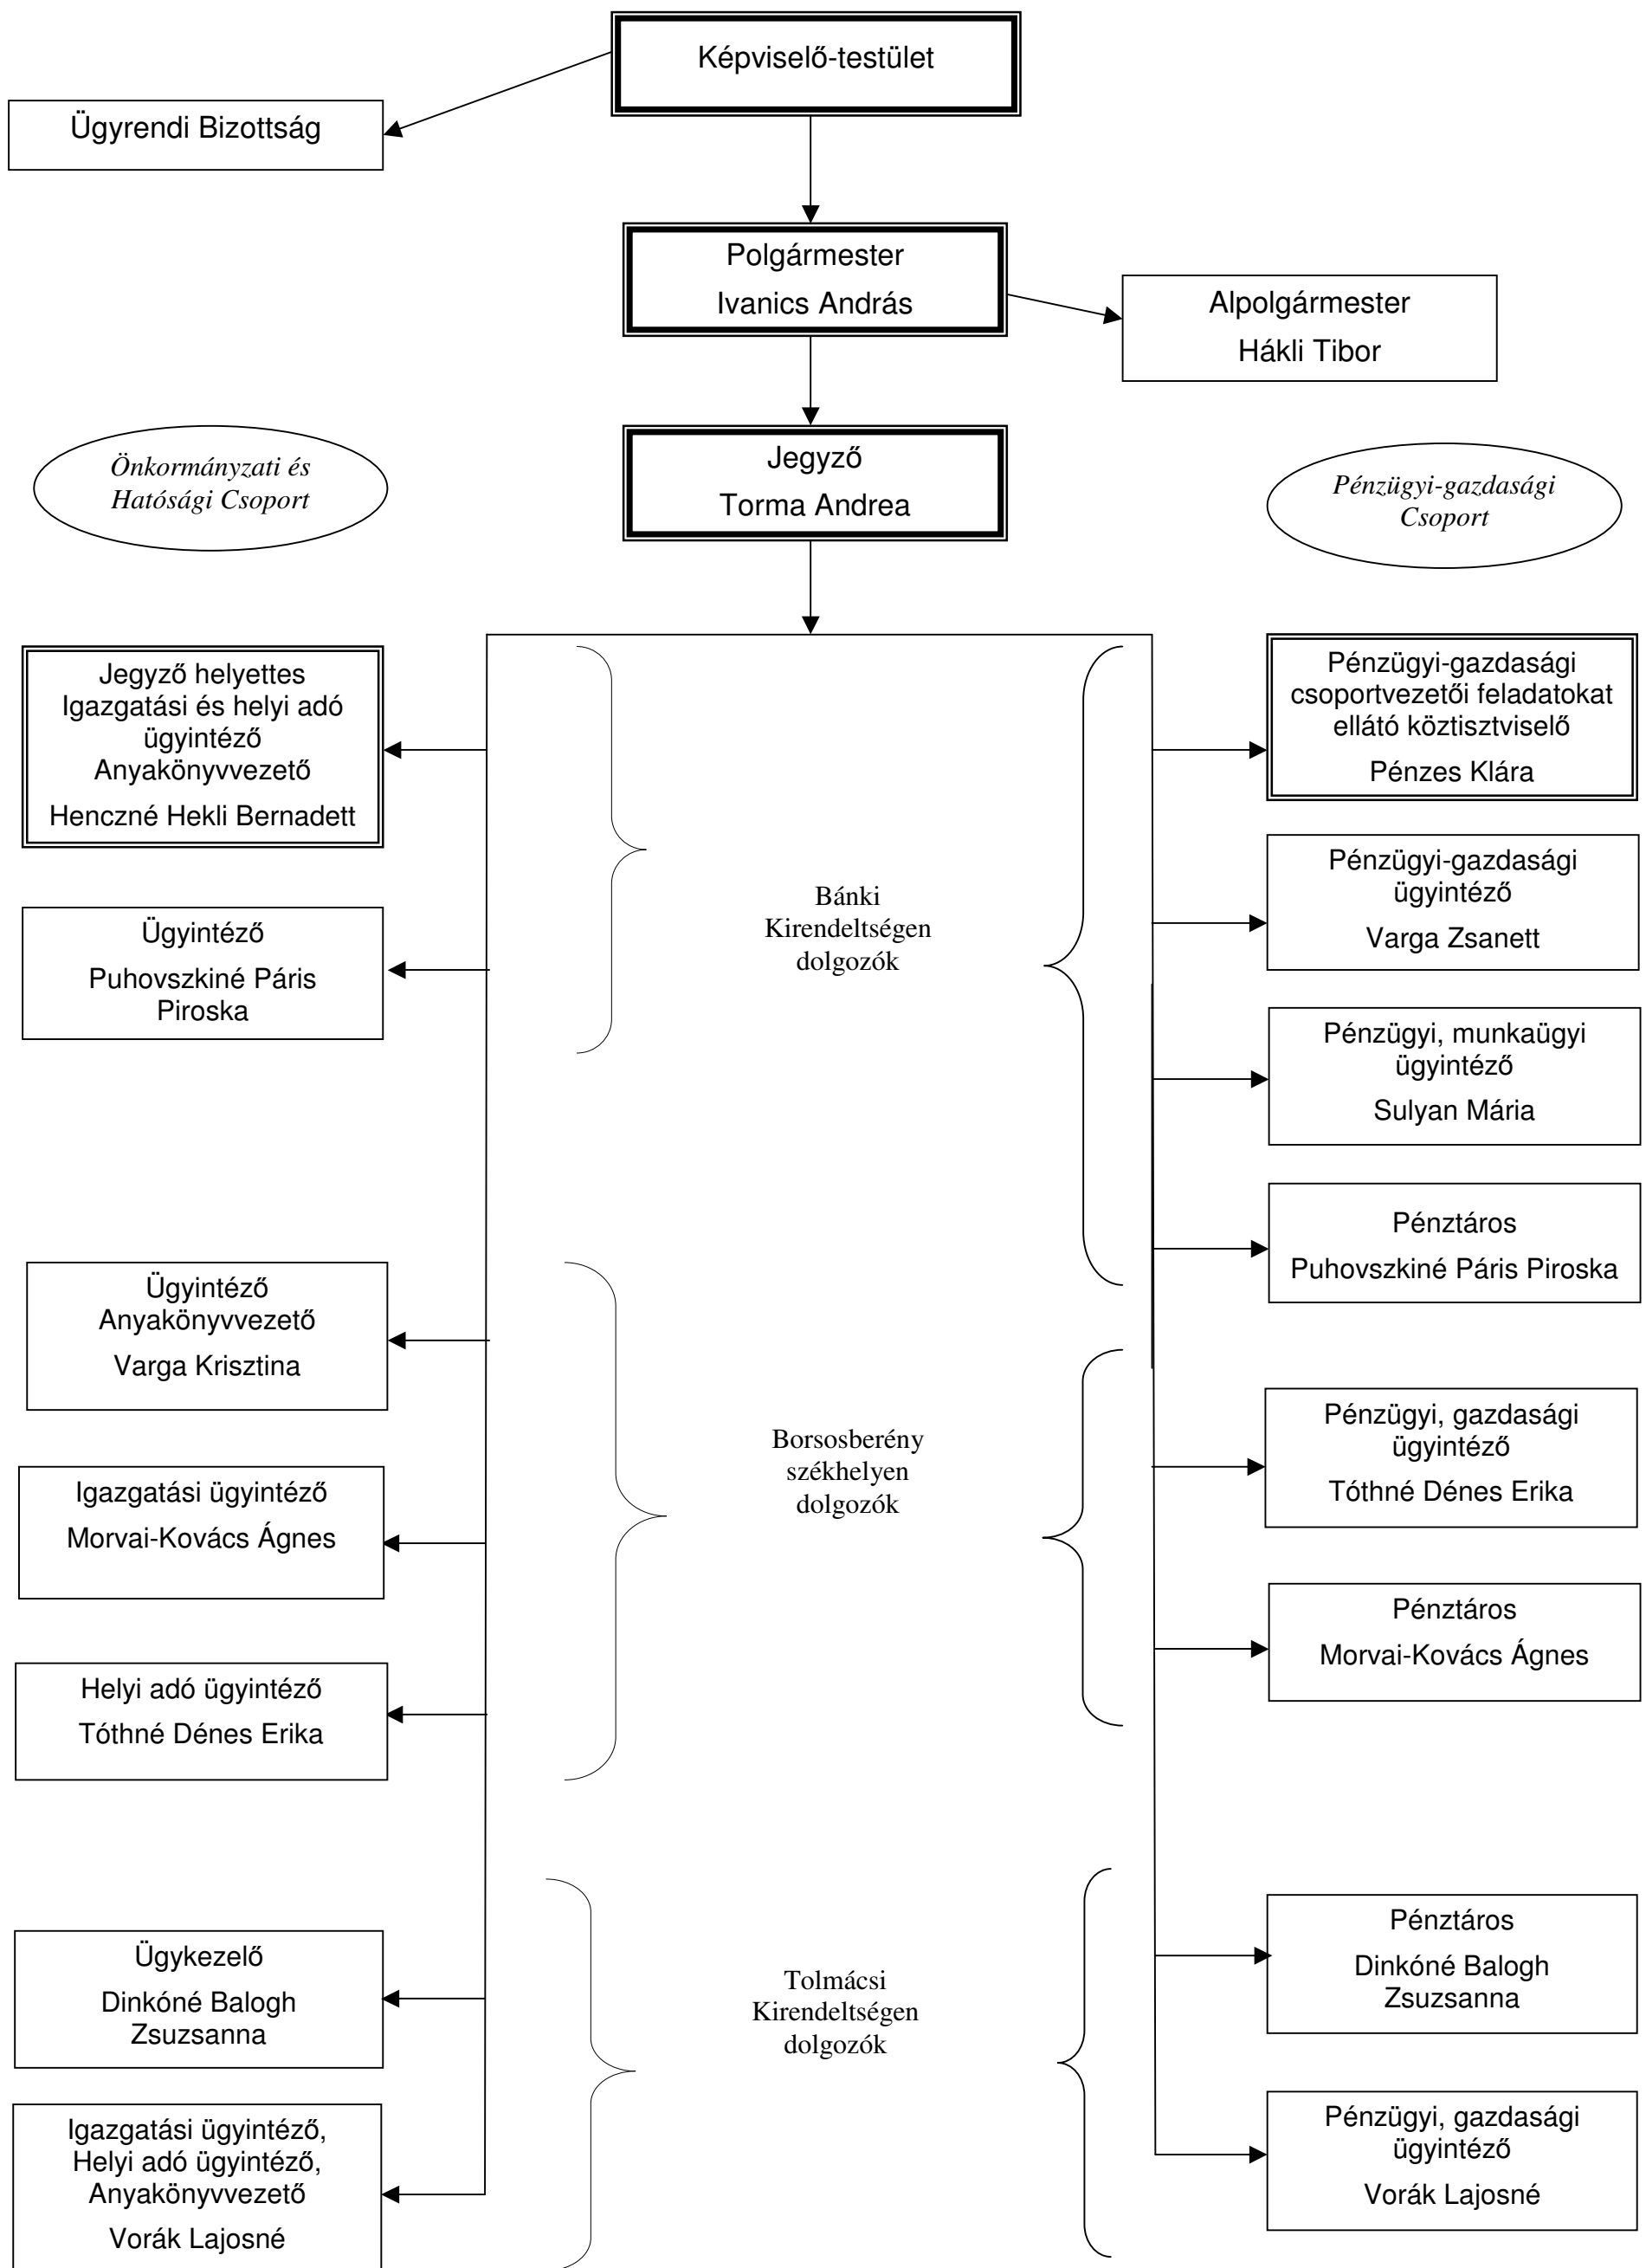 Képviselő-testület
Ügyrendi Bizottság
Polgármester
Ivanics András
Alpolgármester
Hákli Tibor
Jegyző
Torma Andrea
Önkormányzati és
Hatósági Csoport
Pénzügyi-gazdasági
Csoport
Jegyző helyettes
Igazgatási és helyi adó
ügyintéző
Anyakönyvvezető
Henczné Hekli Bernadett
Pénzügyi-gazdasági
csoportvezetői feladatokat
ellátó köztisztviselő
Pénzes Klára
Ügyintéző
Puhovszkiné Páris
Piroska
Bánki
Kirendeltségen
dolgozók
Pénzügyi-gazdasági
ügyintéző
Varga Zsanett
Pénzügyi, munkaügyi
ügyintéző
Sulyan Mária
Pénztáros
Puhovszkiné Páris Piroska
Ügyintéző
Anyakönyvvezető
Varga Krisztina
Igazgatási ügyintéző
Morvai-Kovács Ágnes
Helyi adó ügyintéző
Tóthné Dénes Erika
Borsosberény
székhelyen
dolgozók
Pénzügyi, gazdasági
ügyintéző
Tóthné Dénes Erika
Pénztáros
Morvai-Kovács Ágnes
Ügykezelő
Dinkóné Balogh
Zsuzsanna
Igazgatási ügyintéző,
Helyi adó ügyintéző,
Anyakönyvvezető
Vorák Lajosné
Tolmácsi
Kirendeltségen
dolgozók
Pénztáros
Dinkóné Balogh
Zsuzsanna
Pénzügyi, gazdasági
ügyintéző
Vorák Lajosné